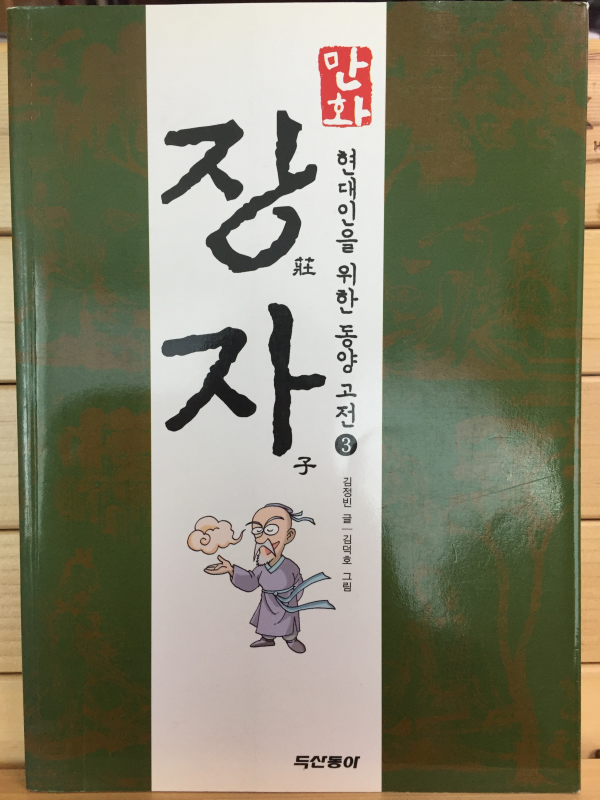 만화
현대인을 위한 동양 고전 3
김정빈 글 | 김덕호 그림
장莊
자子
두산동아